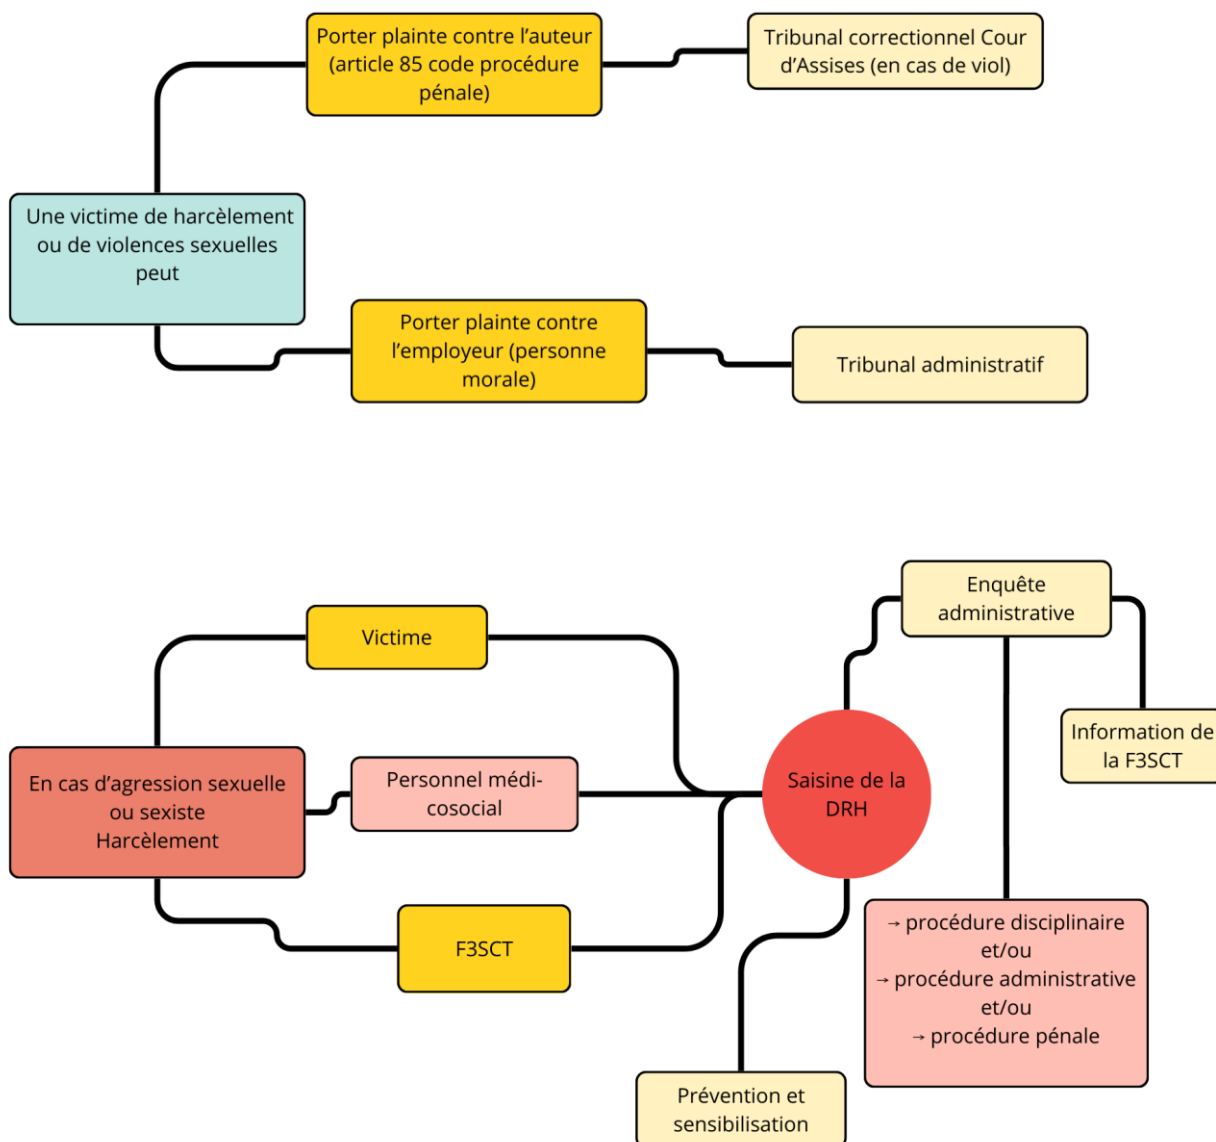 Porter plainte contre l’auteur
(article 85 code procédure
pénale)
Tribunal correctionnel Cour
d’Assises (en cas de viol)
Une victime de harcèlement
ou de violences sexuelles
peut
Porter plainte contre
l’employeur (personne
morale)
Tribunal administratif
Enquête
administrative
Victime
Information de
la F3SCT
En cas d’agression sexuelle
ou sexiste
Harcèlement
Personnel médi-
cosocial
Saisine de la
DRH
F3SCT
→ procédure disciplinaire
et/ou
→ procédure administrative
et/ou
→ procédure pénale
Prévention et
sensibilisation